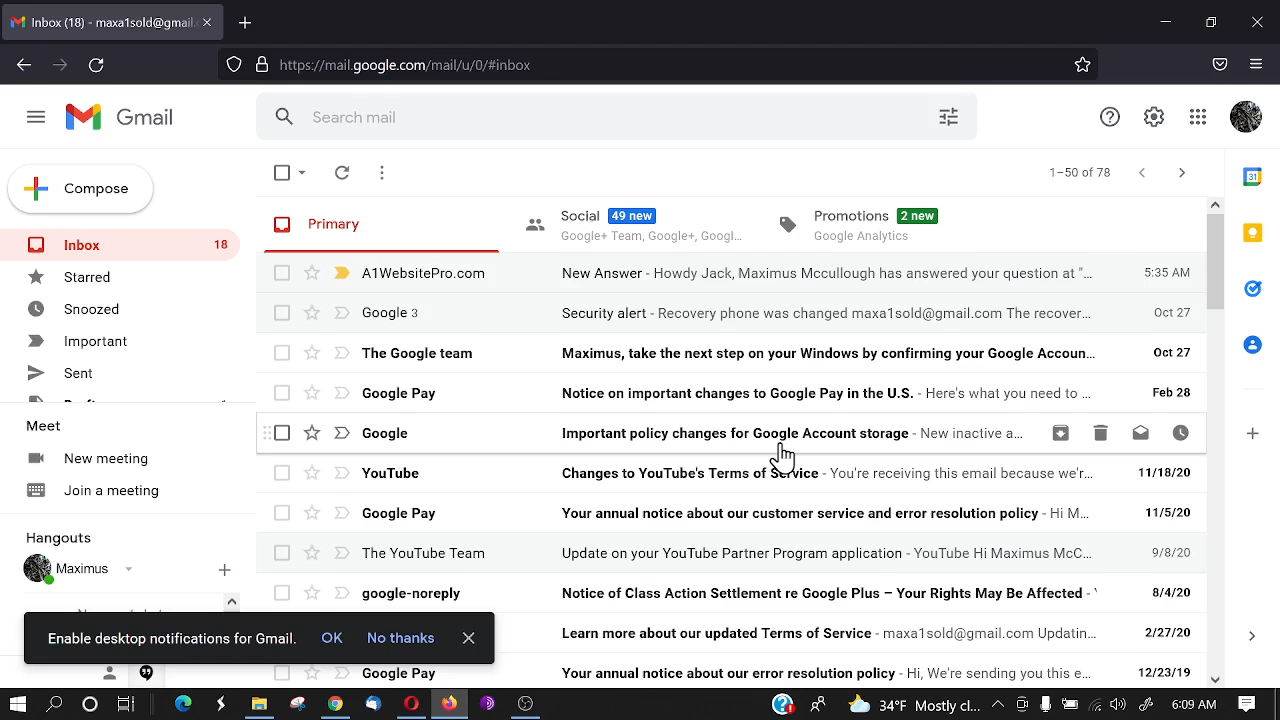 Inbox (18) - maxa1sold@gmail.
https://mail.google.com/mail/u/0/#inbox
Gmail
Search mail
Compose
1–50 of 78
Primary
Social 49 new
Google+ Team, Google+, Googl...
Promotions 2 new
Google Analytics
Inbox 18
Starred
Snoozed
Important
Sent
Meet
New meeting
Join a meeting
Hangouts
Maximus
A1WebsitePro.com New Answer - Howdy Jack, Maximus Mccullough has answered your question at "... 5:35 AM
Google 3 Security alert - Recovery phone was changed maxa1sold@gmail.com The recover... Oct 27
The Google team Maximus, take the next step on your Windows by confirming your Google Accoun... Oct 27
Google Pay Notice on important changes to Google Pay in the U.S. - Here's what you need to ... Feb 28
Google Important policy changes for Google Account storage - New inactive a...
YouTube Changes to YouTube's Terms of Service - You're receiving this email because we'r... 11/18/20
Google Pay Your annual notice about our customer service and error resolution policy - Hi M... 11/5/20
The YouTube Team Update on your YouTube Partner Program application - YouTube Hi Maximus McC... 9/8/20
google-noreply Notice of Class Action Settlement re Google Plus – Your Rights May Be Affected - 8/4/20
Learn more about our updated Terms of Service - maxa1sold@gmail.com Updatin... 2/27/20
Google Pay Your annual notice about our error resolution policy - Hi, We're sending you this e... 12/23/19
Enable desktop notifications for Gmail. OK No thanks
34°F Mostly cl... 6:09 AM